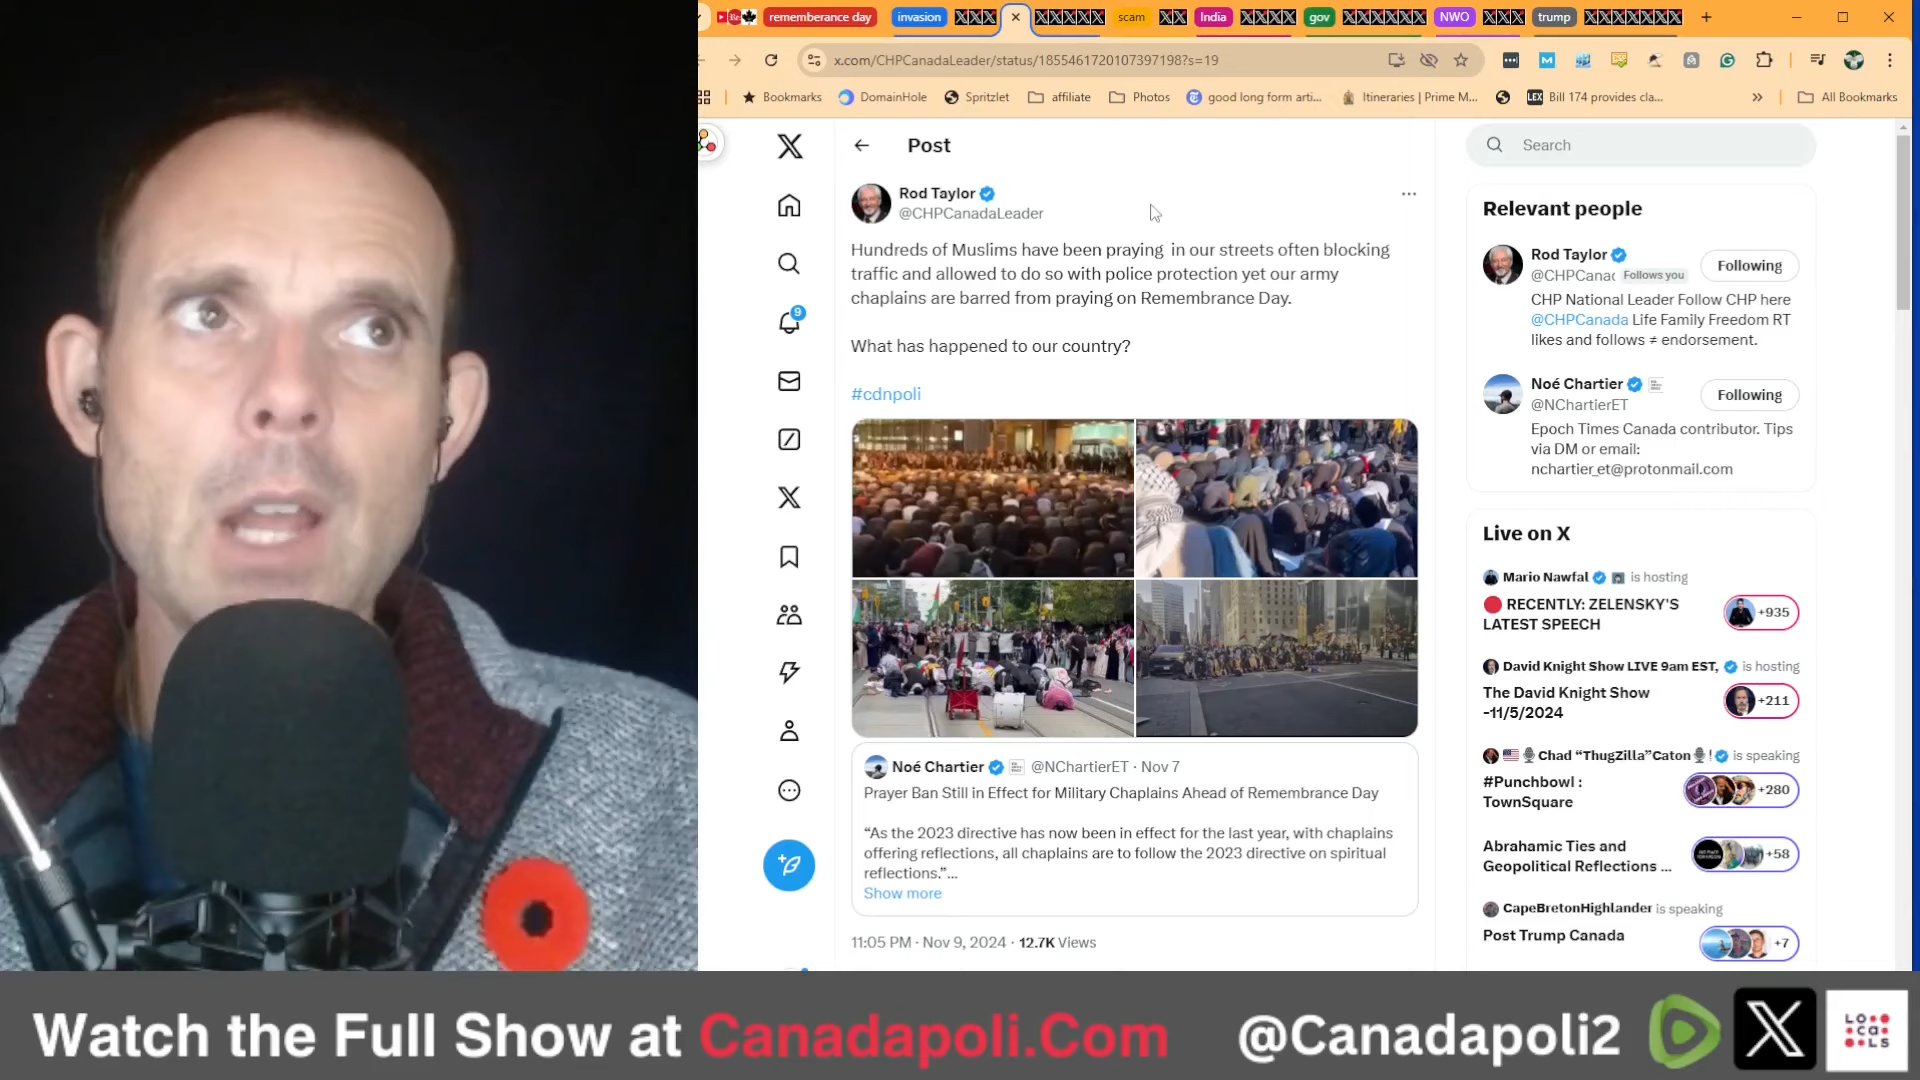 rememberance day
invasion
scam
India
gov
NWO
trump
x.com/CHPCanadaLeader/status/1855461720107397198?s=19
Bookmarks
DomainHole
Spritzlet
affiliate
Photos
good long form arti...
Itineraries | Prime M...
LEX
Bill 174 provides cla...
All Bookmarks
Post
Search
Rod Taylor
@CHPCanadaLeader
Hundreds of Muslims have been praying in our streets often blocking
traffic and allowed to do so with police protection yet our army
chaplains are barred from praying on Remembrance Day.
What has happened to our country?
#cdnpoli
9
Noé Chartier @NChartierET · Nov 7
Prayer Ban Still in Effect for Military Chaplains Ahead of Remembrance Day
“As the 2023 directive has now been in effect for the last year, with chaplains
offering reflections, all chaplains are to follow the 2023 directive on spiritual
reflections.”...
Show more
11:05 PM · Nov 9, 2024 · 12.7K Views
Relevant people
Rod Taylor
@CHPCanac Follows you
Following
CHP National Leader Follow CHP here
@CHPCanada Life Family Freedom RT
likes and follows ≠ endorsement.
Noé Chartier
@NChartierET
Following
Epoch Times Canada contributor. Tips
via DM or email:
nchartier_et@protonmail.com
Live on X
Mario Nawfal is hosting
RECENTLY: ZELENSKY'S
LATEST SPEECH
+935
David Knight Show LIVE 9am EST, is hosting
The David Knight Show
-11/5/2024
+211
Chad “ThugZilla”Caton ! is speaking
#Punchbowl :
TownSquare
+280
Abrahamic Ties and
Geopolitical Reflections ...
+58
CapeBretonHighlander is speaking
Post Trump Canada
+7
Watch the Full Show at Canadapoli.Com
@Canadapoli2
LO
CA
LS